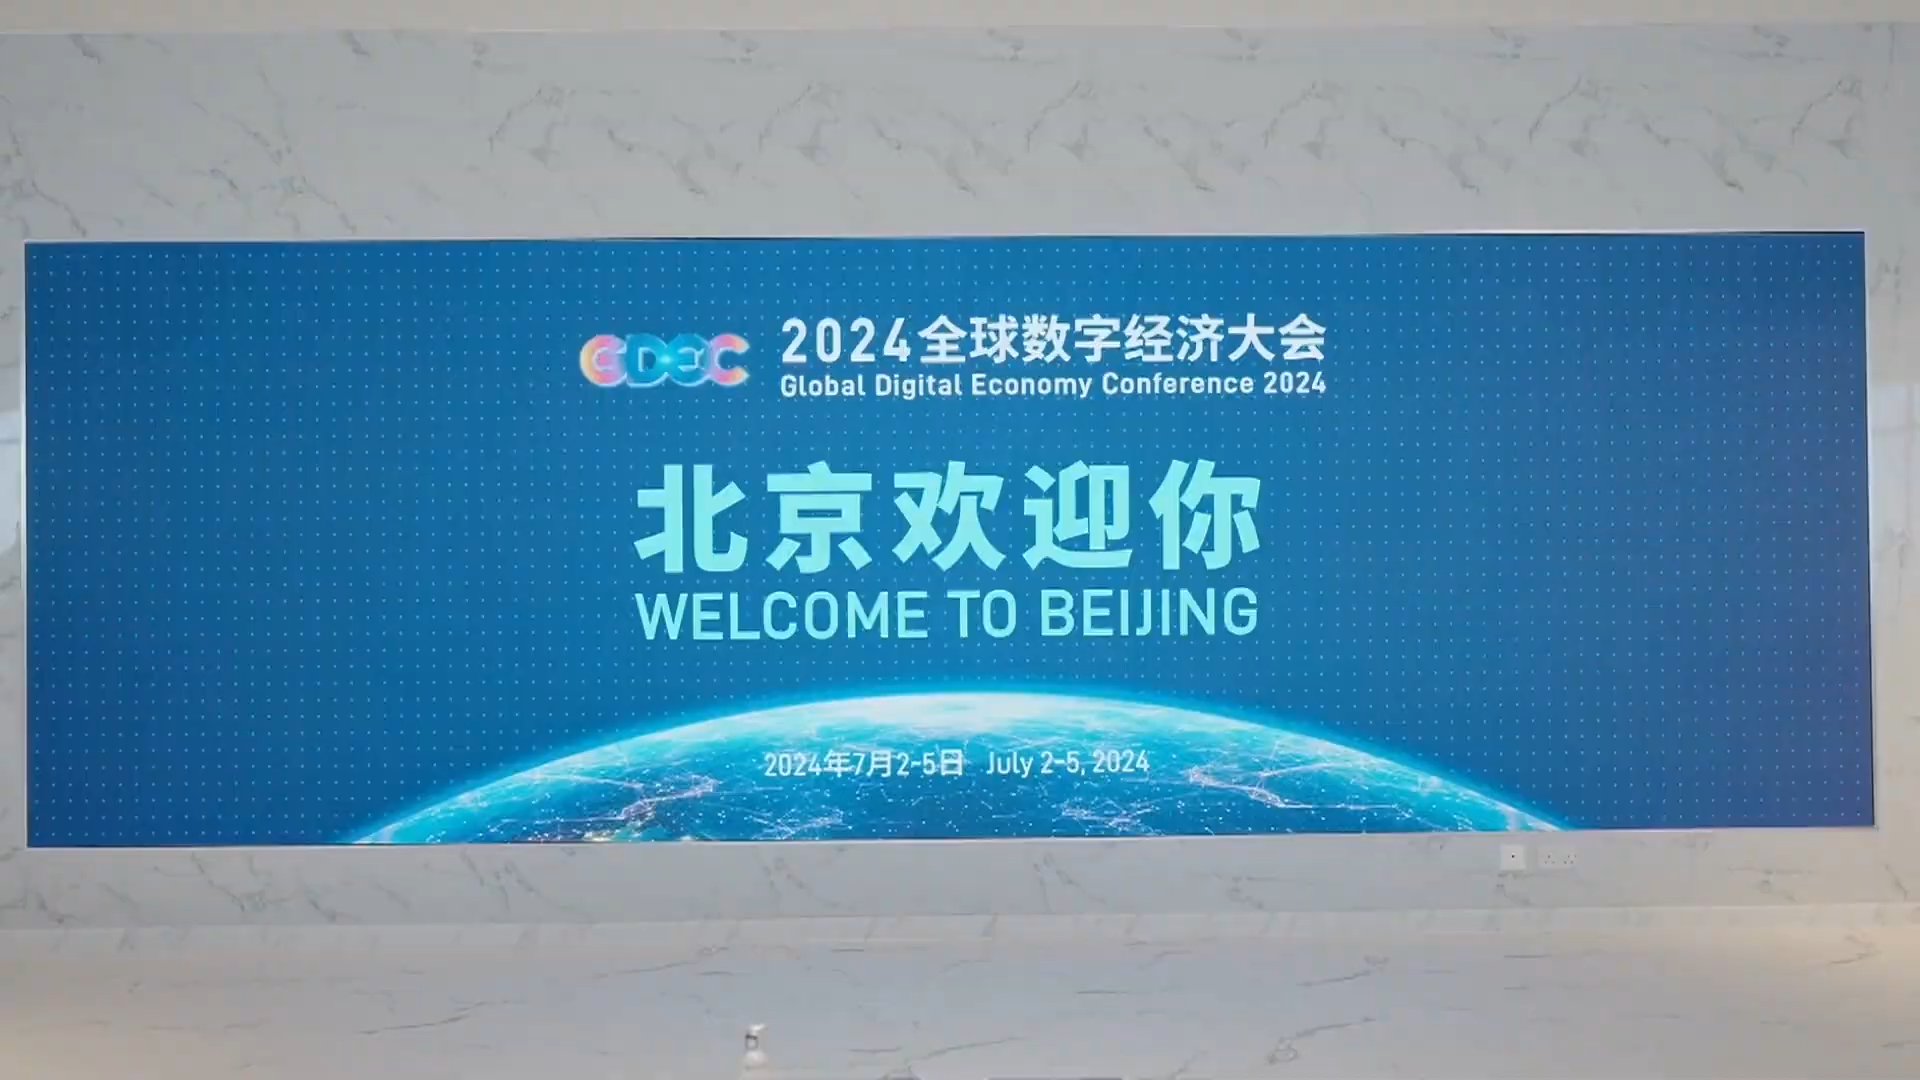 GDEC
2024全球数字经济大会
Global Digital Economy Conference 2024
北京欢迎你
WELCOME TO BEIJING
2024年7月2-5日 July 2-5, 2024